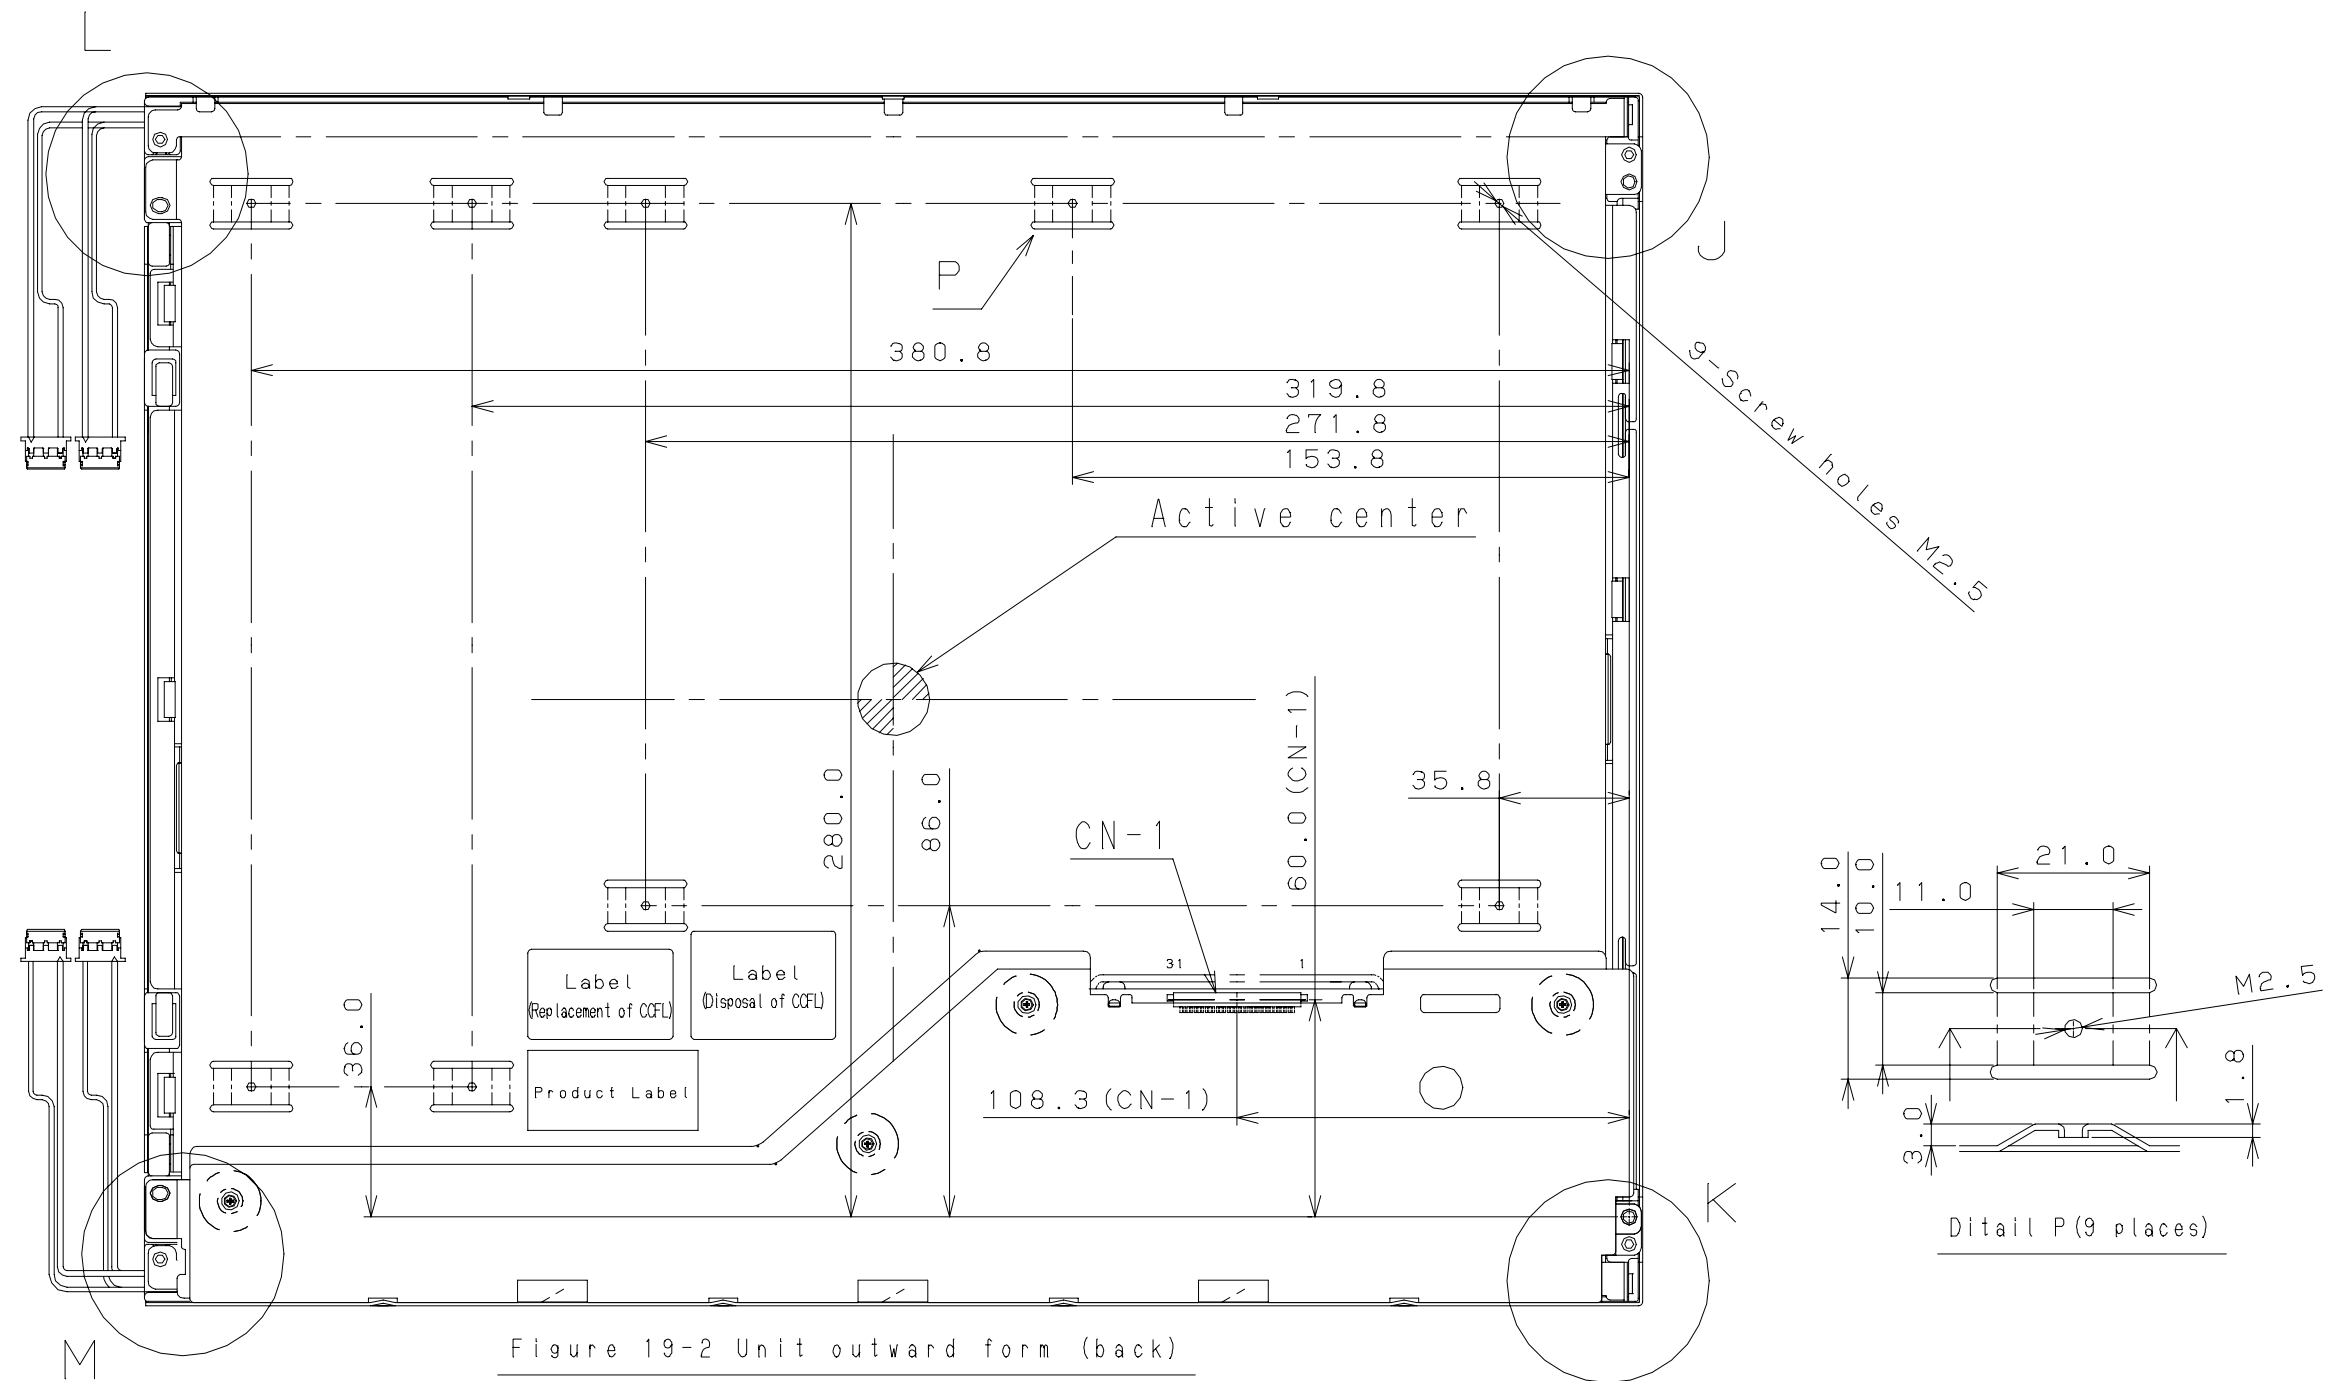 L
J
P
380.8
319.8
271.8
153.8
9-Screw holes M2.5
Active center
280.0
86.0
60.0(CN-1)
35.8
CN-1
31
1
Label
(Replacement of CCFL)
Label
(Disposal of CCFL)
Product Label
36.0
108.3(CN-1)
14.0
10.0
21.0
11.0
M2.5
1.8
3.0
K
Ditail P(9 places)
M
Figure 19-2 Unit outward form (back)